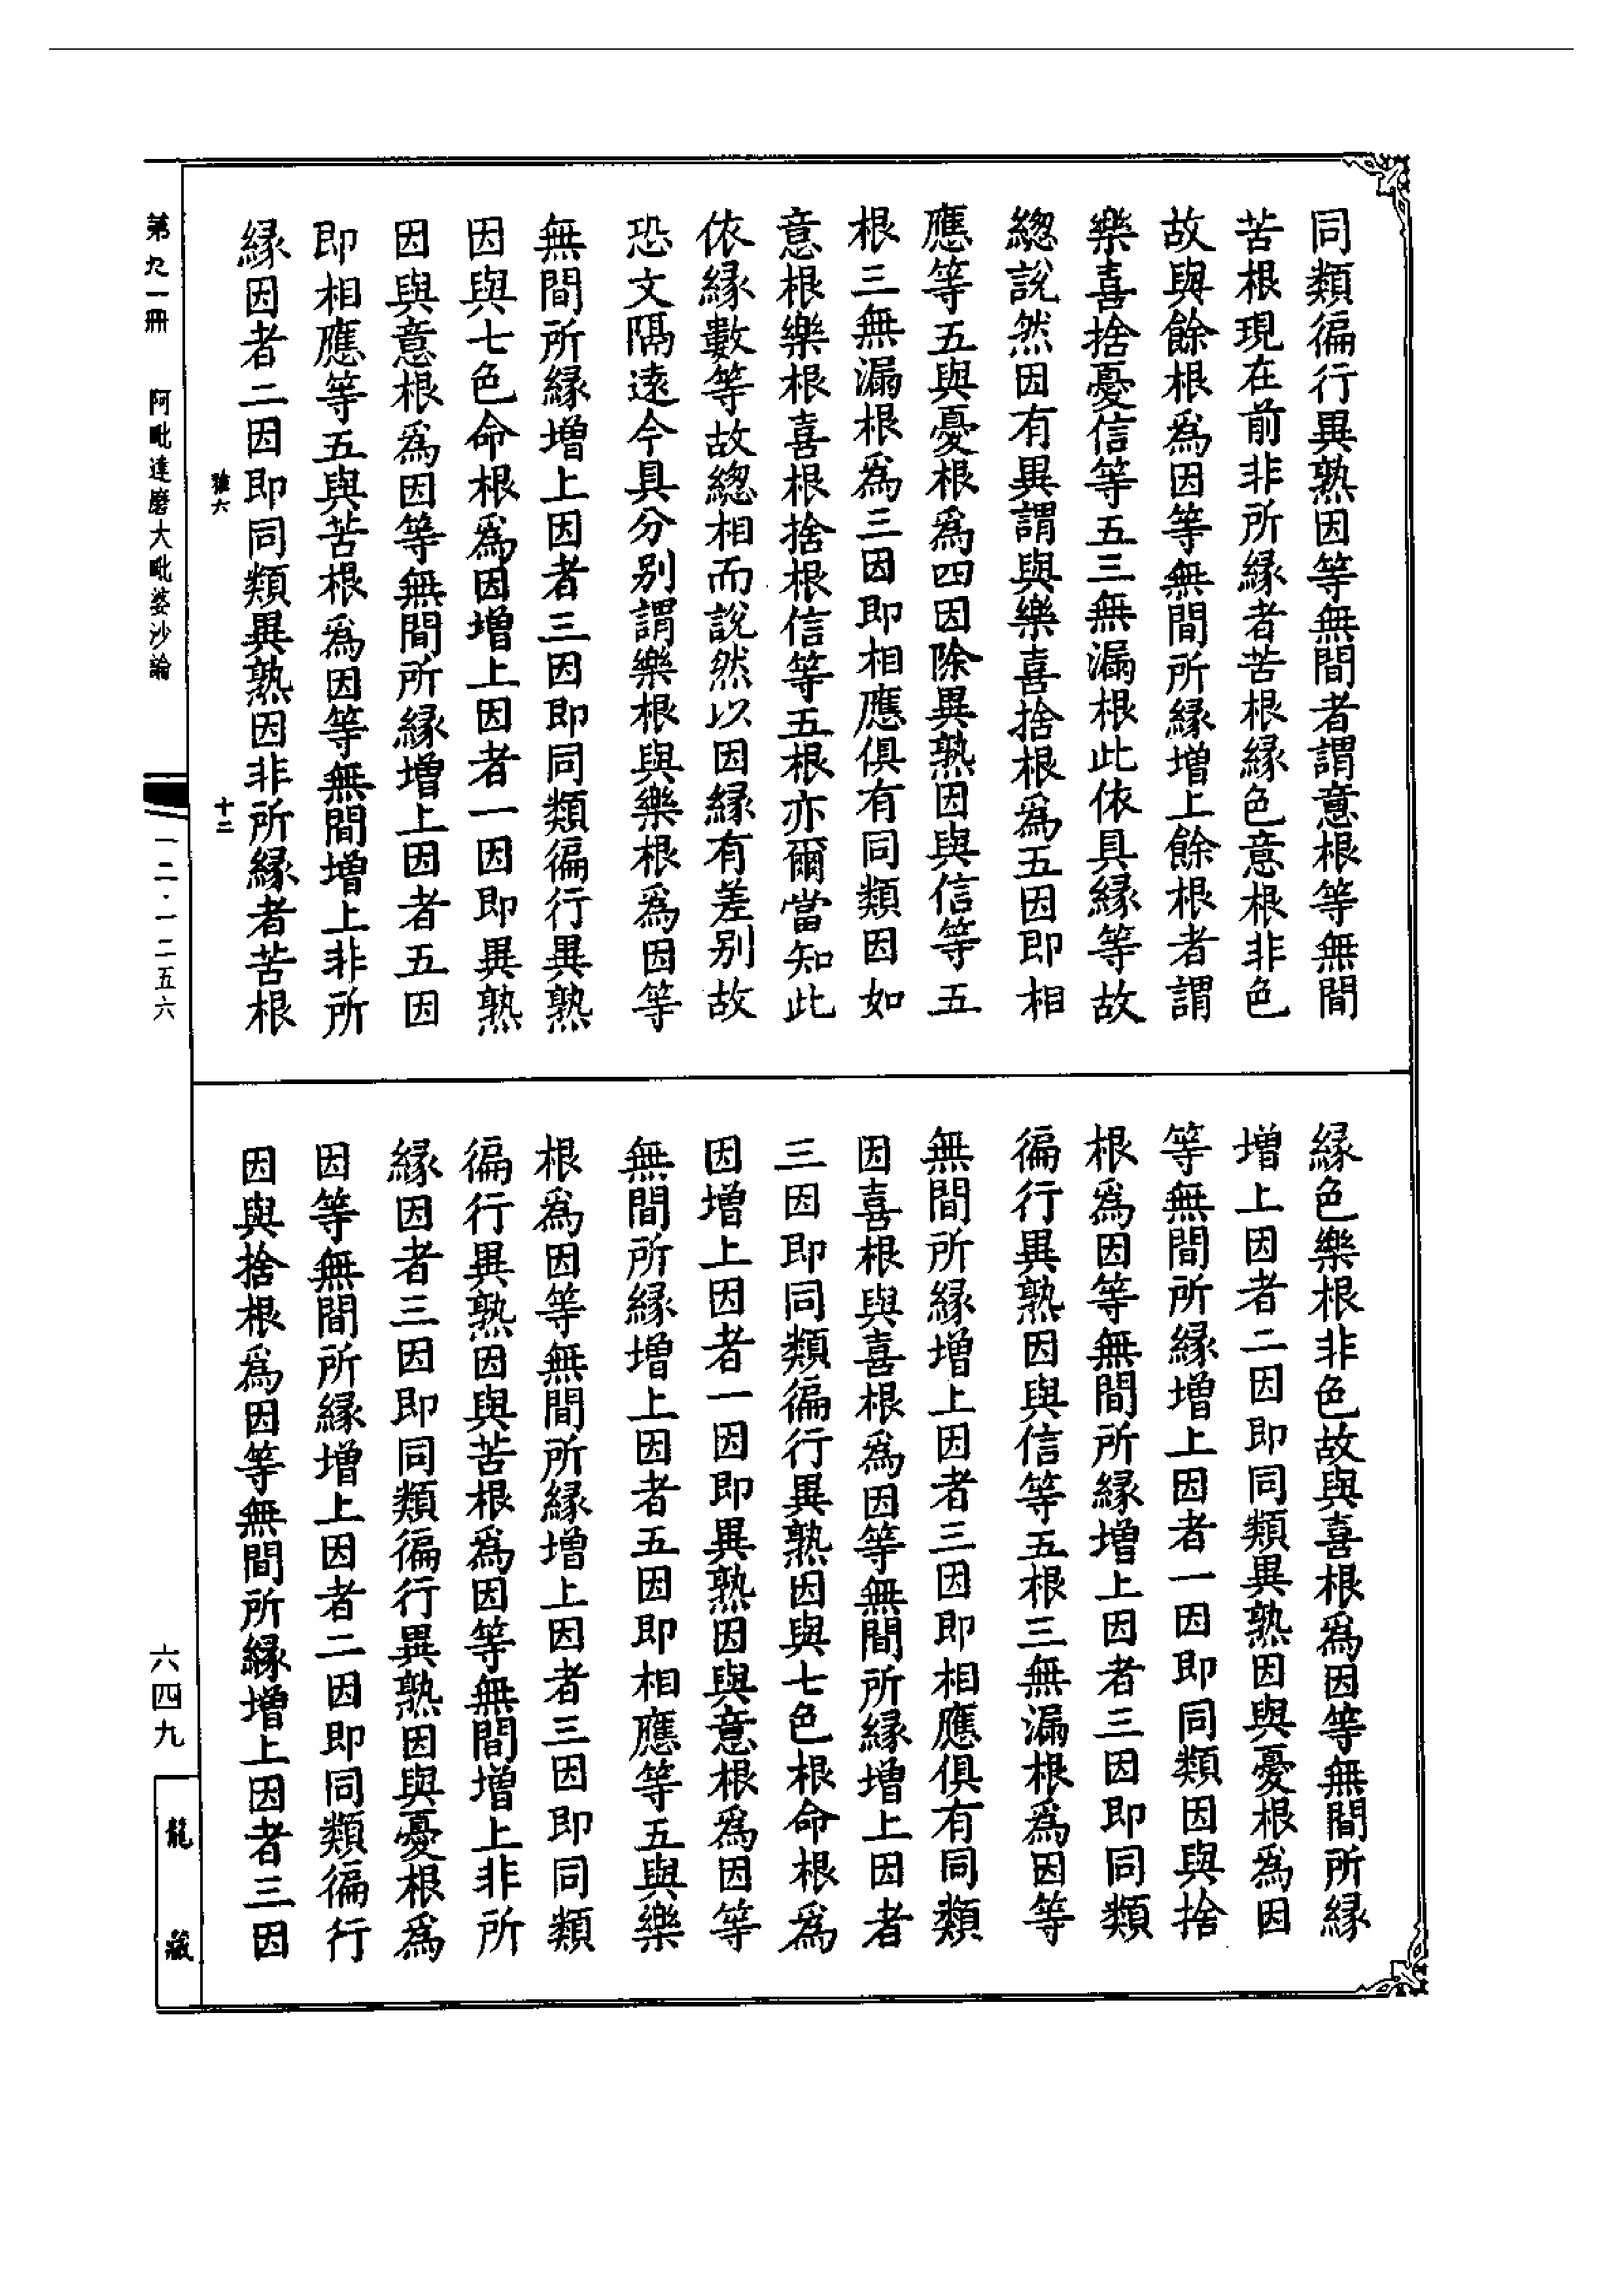 同類徧行異熟因等無間者謂意根等無間
苦根現在前非所緣者苦根緣色意根非色
故與餘根爲因等無間所緣增上餘根者謂
樂喜捨憂信等五三無漏根此依具緣等故
總說然因有異謂與樂喜捨根爲五因即相
應等五與憂根爲四因除異熟因與信等五
根三無漏根爲三因即相應俱有同類因如
意根樂根喜根捨根信等五根亦爾當知此
依緣數等故總相而說然以因緣有差別故
恐文隔遠今具分別謂樂根與樂根爲因等
無間所緣增上因者三因即同類徧行異熟
因與七色命根爲因增上因者一因即異熟
因與意根爲因等無間所緣增上因者五因
即相應等五與苦根爲因等無間增上非所
緣因者二因即同類異熟因非所緣者苦根
緣色樂根非色故與喜根爲因等無間所緣
增上因者二因即同類異熟因與憂根爲因
等無間所緣增上因者一因即同類因與捨
根爲因等無間所緣增上因者三因即同類
徧行異熟因與信等五根三無漏根爲因等
無間所緣增上因者三因即相應俱有同類
因喜根與喜根爲因等無間所緣增上因者
三因即同類徧行異熟因與七色根命根爲
因增上因者一因即異熟因與意根爲因等
無間所緣增上因者五因即相應等五與樂
根爲因等無間所緣增上因者三因即同類
徧行異熟因與苦根爲因等無間增上非所
緣因者三因即同類徧行異熟因與憂根爲
因等無間所緣增上因者二因即同類徧行
因與捨根爲因等無間所緣增上因者三因
雅六
十二
第九一冊
阿毗達磨大毗婆沙論
一二·一二五六
六四九
龍藏